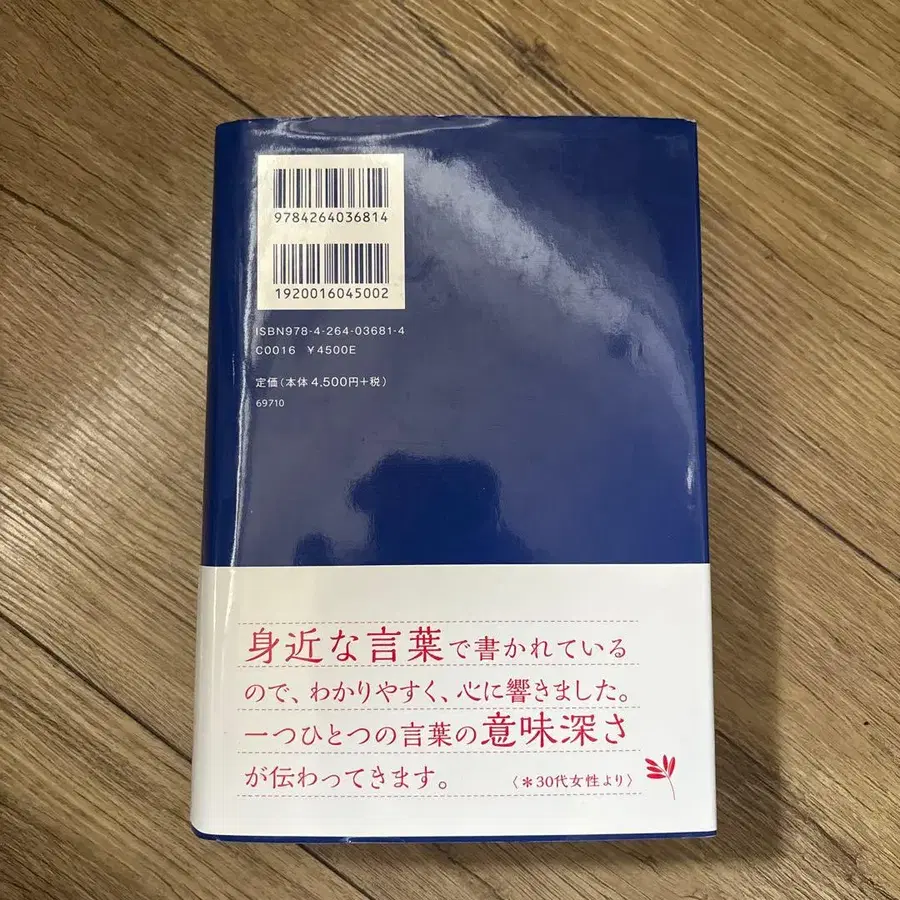 9784264036814
1920016045002
ISBN978-4-264-03681-4
C0016 ¥4500E
定価(本体4,500円+税)
69710
身近な言葉で書かれている
ので、わかりやすく、心に響きました。
一つひとつの言葉の意味深さ
が伝わってきます。 〈*30代女性より〉